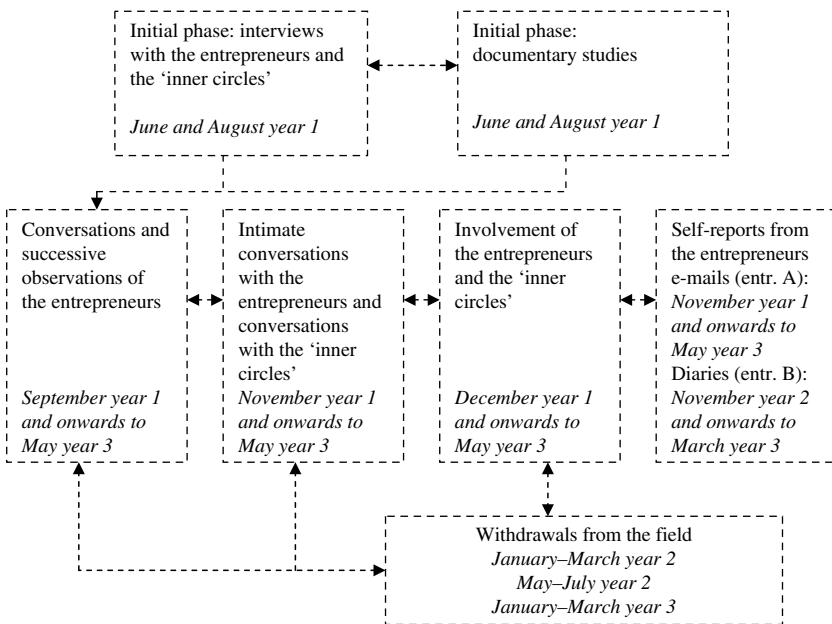 Initial phase: interviews
with the entrepreneurs and
the ‘inner circles’
June and August year 1
Initial phase:
documentary studies
June and August year 1
Conversations and
successive
observations of
the entrepreneurs
September year 1
and onwards to
May year 3
Intimate
conversations
with the
entrepreneurs and
conversations
with the ‘inner
circles’
November year 1
and onwards to
May year 3
Involvement of
the entrepreneurs
and the ‘inner
circles’
December year 1
and onwards to
May year 3
Self-reports from
the entrepreneurs
e-mails (entr. A):
November year 1
and onwards to
May year 3
Diaries (entr. B):
November year 2
and onwards to
March year 3
Withdrawals from the field
January–March year 2
May–July year 2
January–March year 3